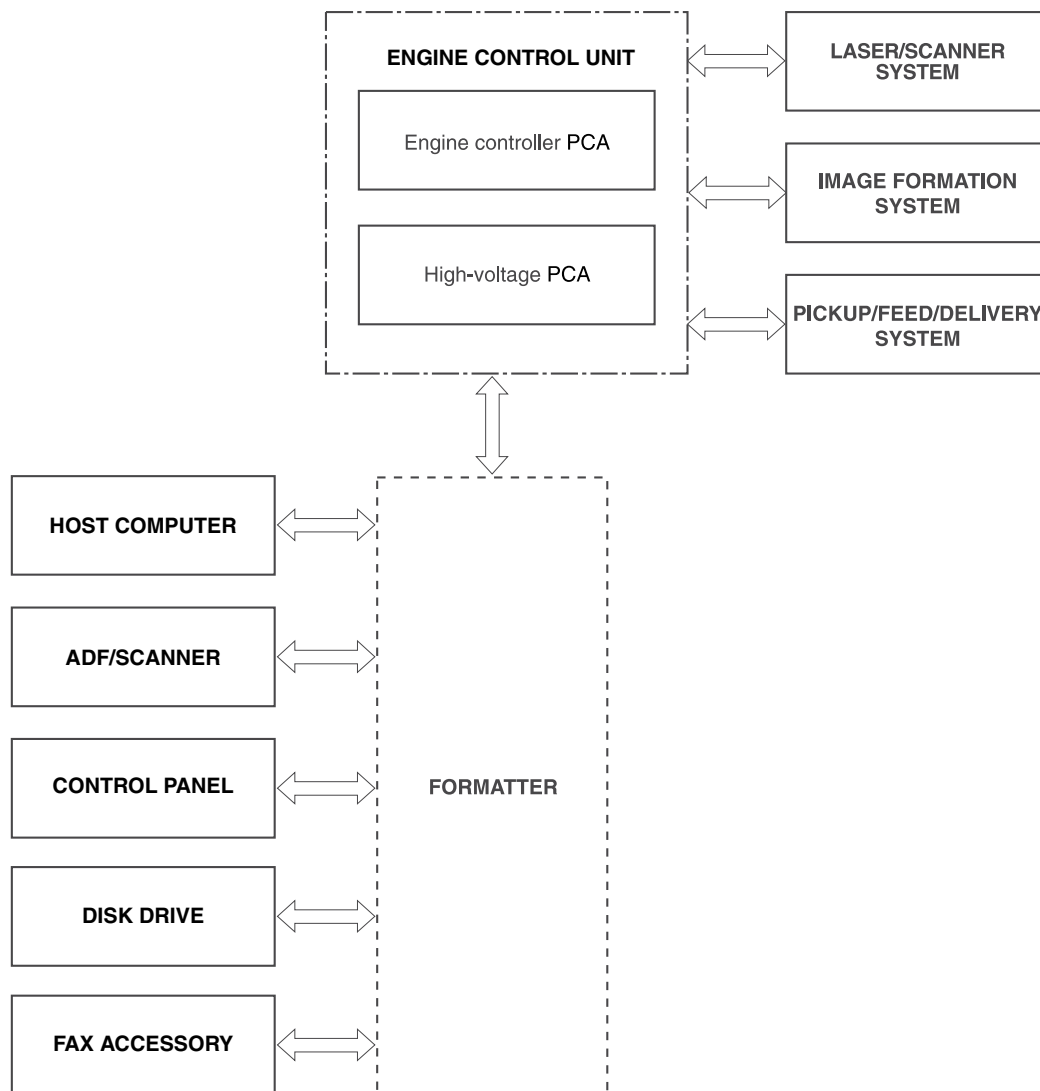 ENGINE CONTROL UNIT
Engine controller PCA
High-voltage PCA
LASER/SCANNER
SYSTEM
IMAGE FORMATION
SYSTEM
PICKUP/FEED/DELIVERY
SYSTEM
HOST COMPUTER
ADF/SCANNER
CONTROL PANEL
DISK DRIVE
FAX ACCESSORY
FORMATTER